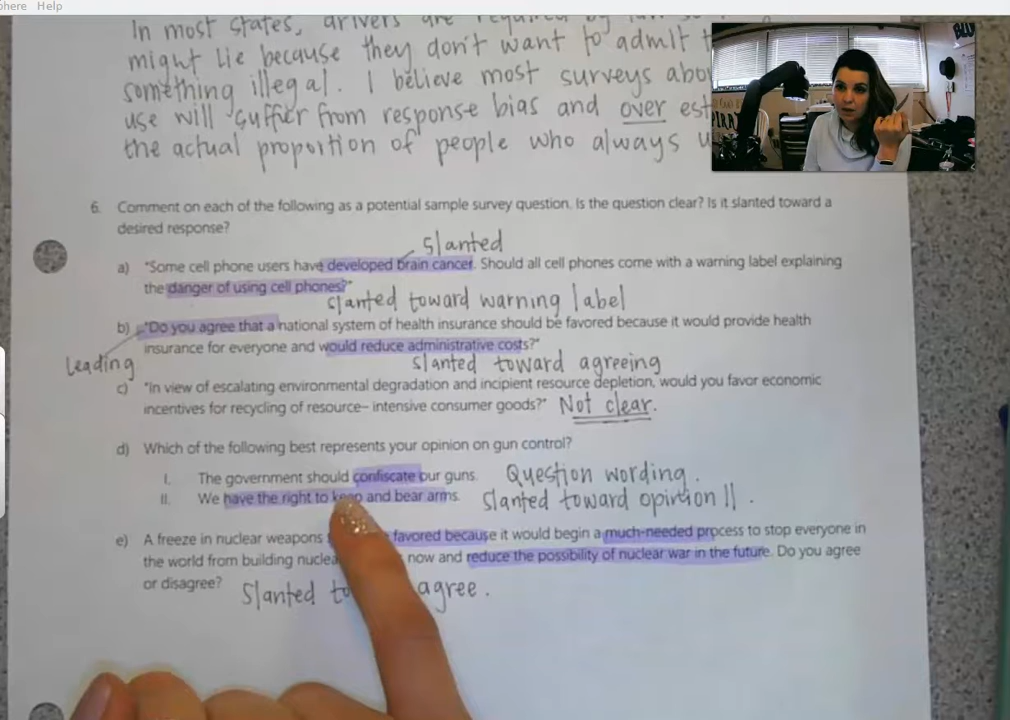 Help
In most states, drivers are required by law
might lie because they don't want to admit
something illegal. I believe most surveys
use will suffer from response bias and over
the actual proportion of people who always
6. Comment on each of the following as a potential sample survey question. Is the question clear? Is it slanted toward a
desired response?
Slanted
a) "Some cell phone users have developed brain cancer. Should all cell phones come with a warning label explaining
the danger of using cell phones?"
slanted toward warning label
b) "Do you agree that a national system of health insurance should be favored because it would provide health
insurance for everyone and would reduce administrative costs?"
Leading
slanted toward agreeing
c) "In view of escalating environmental degradation and incipient resource depletion, would you favor economic
incentives for recycling of resource– intensive consumer goods?" Not clear.
d) Which of the following best represents your opinion on gun control?
I. The government should confiscate our guns. Question wording.
II. We have the right to keep and bear arms. Slanted toward opinion II.
e) A freeze in nuclear weapons favored because it would begin a much-needed process to stop everyone in
the world from building now and reduce the possibility of nuclear war in the future. Do you agree
or disagree?
Slanted agree.